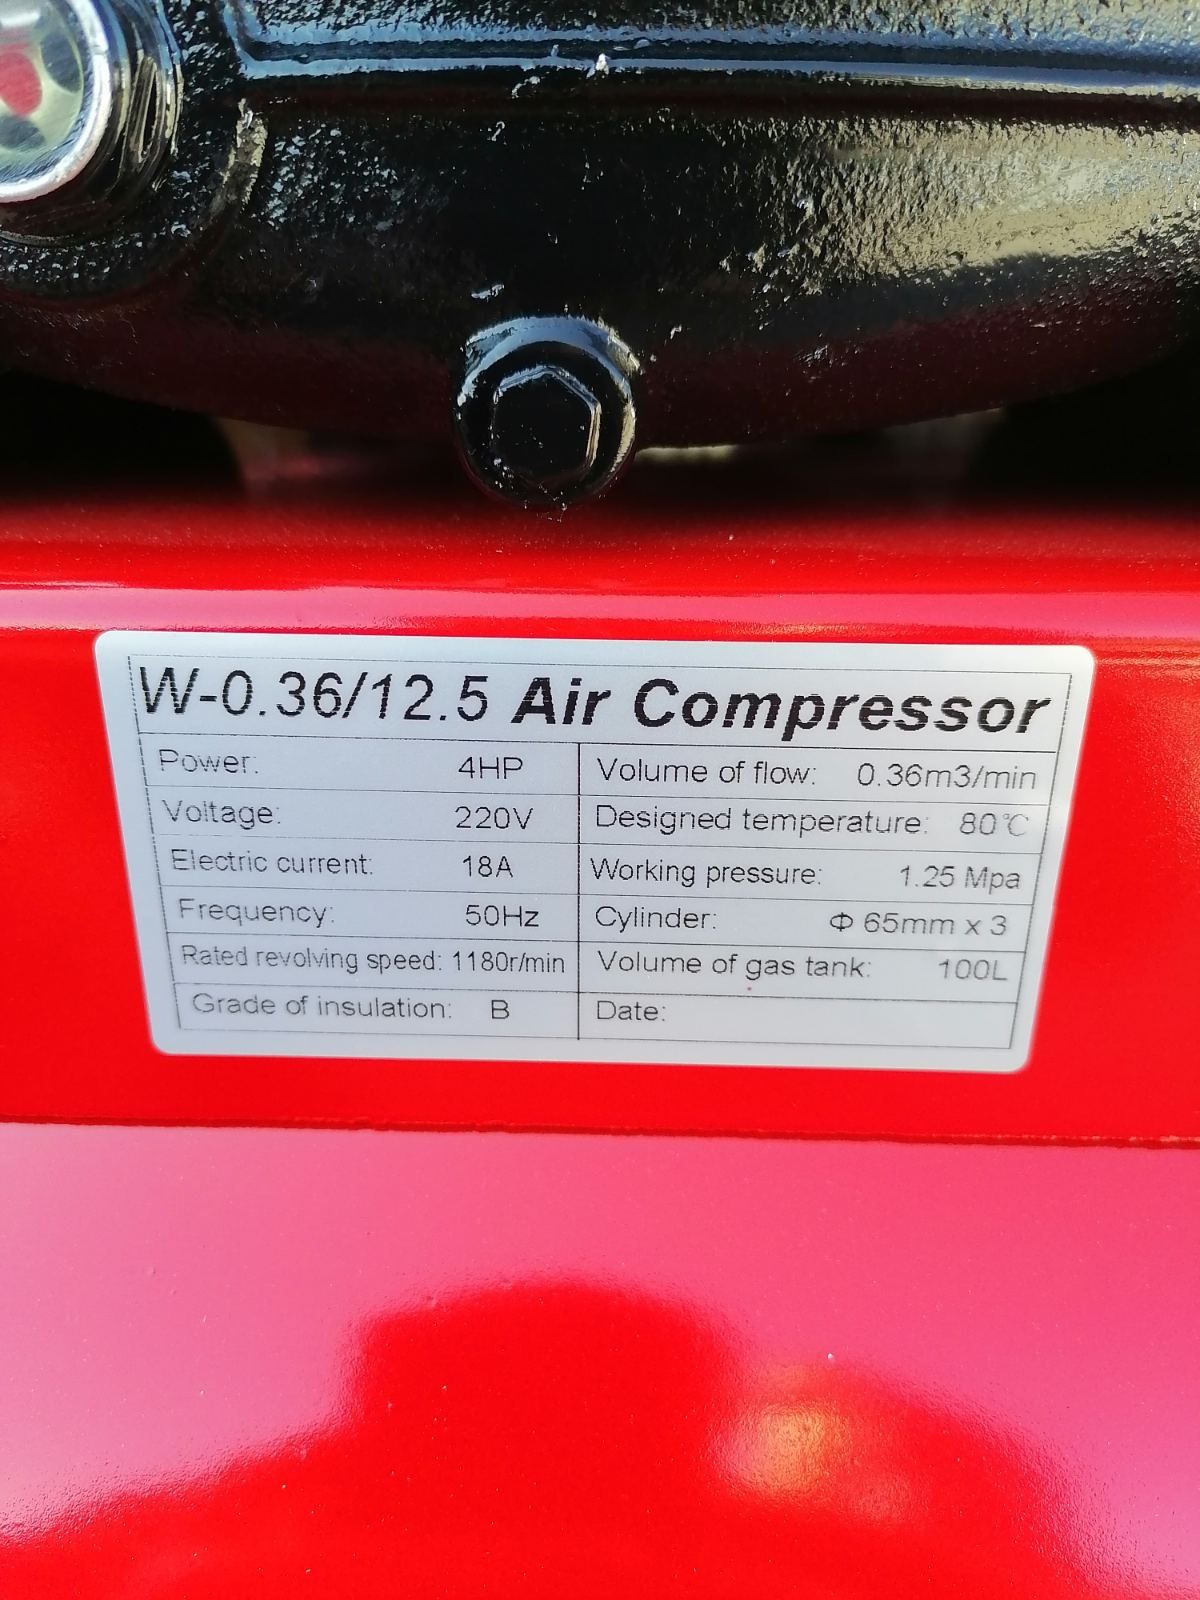 W-0.36/12.5 Air Compressor
Power: 4HP
Volume of flow: 0.36m3/min
Voltage: 220V
Designed temperature: 80℃
Electric current: 18A
Working pressure: 1.25 Mpa
Frequency: 50Hz
Cylinder: Φ 65mm x 3
Rated revolving speed: 1180r/min
Volume of gas tank: 100L
Grade of insulation: B
Date: